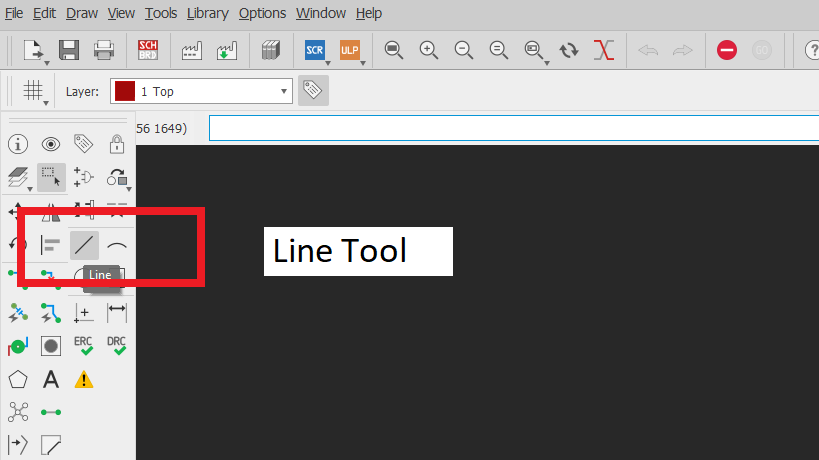 File Edit Draw View Tools Library Options Window Help
SCH BRD SCR ULP GO ?
Layer: 1 Top
56 1649)
Line Tool
Line
ERC DRC
A